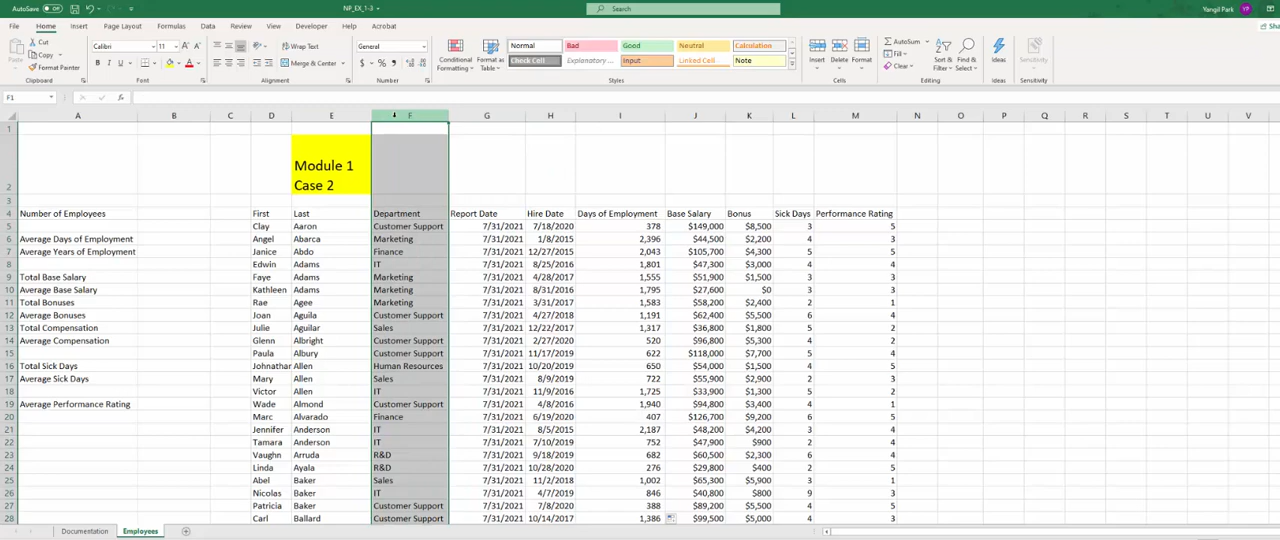 AutoSave Off NP_EX_1-3 Search Yangil Park YP
File Home Insert Page Layout Formulas Data Review View Developer Help Acrobat
Paste Cut Copy Format Painter Clipboard
Calibri 11 Font
Wrap Text Merge & Center Alignment
General Number
Conditional Formatting Format as Table Normal Bad Good Neutral Calculation
Check Cell Explanatory ... Input Linked Cell Note Styles
Insert Delete Format Cells
AutoSum Fill Clear Sort & Filter Find & Select Editing
Ideas Ideas Sensitivity Sensitivity
F1
A B C D E F G H I J K L M N O P Q R S T U V
1
2 Module 1
Case 2
3
4 Number of Employees First Last Department Report Date Hire Date Days of Employment Base Salary Bonus Sick Days Performance Rating
5 Clay Aaron Customer Support 7/31/2021 7/18/2020 378 $149,000 $8,500 3 5
6 Average Days of Employment Angel Abarca Marketing 7/31/2021 1/8/2015 2,396 $44,500 $2,200 4 3
7 Average Years of Employment Janice Abdo Finance 7/31/2021 12/27/2015 2,043 $105,700 $4,300 5 5
8 Edwin Adams IT 7/31/2021 8/25/2016 1,801 $47,300 $3,000 4 4
9 Total Base Salary Faye Adams Marketing 7/31/2021 4/28/2017 1,555 $51,900 $1,500 3 3
10 Average Base Salary Kathleen Adams Marketing 7/31/2021 8/31/2016 1,795 $27,600 $0 3 3
11 Total Bonuses Rae Agee Marketing 7/31/2021 3/31/2017 1,583 $58,200 $2,400 2 1
12 Average Bonuses Joan Aguila Customer Support 7/31/2021 4/27/2018 1,191 $62,400 $5,500 6 4
13 Total Compensation Julie Aguilar Sales 7/31/2021 12/22/2017 1,317 $36,800 $1,800 5 2
14 Average Compensation Glenn Albright Customer Support 7/31/2021 2/27/2020 520 $96,800 $5,300 4 2
15 Paula Albury Customer Support 7/31/2021 11/17/2019 622 $118,000 $7,700 5 4
16 Total Sick Days Johnathar Allen Human Resources 7/31/2021 10/20/2019 650 $54,000 $1,500 4 5
17 Average Sick Days Mary Allen Sales 7/31/2021 8/9/2019 722 $55,900 $2,900 2 3
18 Victor Allen IT 7/31/2021 11/9/2016 1,725 $33,900 $1,300 5 2
19 Average Performance Rating Wade Almond Customer Support 7/31/2021 4/8/2016 1,940 $94,800 $3,400 4 1
20 Marc Alvarado Finance 7/31/2021 6/19/2020 407 $126,700 $9,200 6 5
21 Jennifer Anderson IT 7/31/2021 8/5/2015 2,187 $48,200 $4,200 3 4
22 Tamara Anderson IT 7/31/2021 7/10/2019 752 $47,900 $900 2 4
23 Vaughn Arruda R&D 7/31/2021 9/18/2019 682 $60,500 $2,300 6 4
24 Linda Ayala R&D 7/31/2021 10/28/2020 276 $29,800 $400 2 5
25 Abel Baker Sales 7/31/2021 11/2/2018 1,002 $65,300 $5,900 3 1
26 Nicolas Baker IT 7/31/2021 4/7/2019 846 $40,800 $800 9 3
27 Patricia Baker Customer Support 7/31/2021 7/8/2020 388 $89,200 $5,500 4 5
28 Carl Ballard Customer Support 7/31/2021 10/14/2017 1,386 $99,500 $5,000 4 3
Documentation Employees